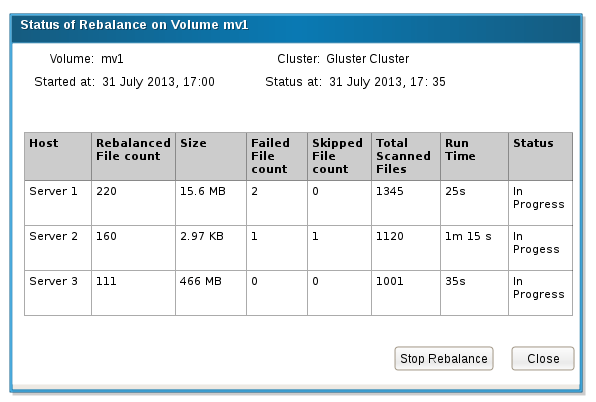 Status of Rebalance on Volume mv1
Volume: mv1 Cluster: Gluster Cluster
Started at: 31 July 2013, 17:00 Status at: 31 July 2013, 17: 35
Host Rebalanced File count Size Failed File count Skipped File count Total Scanned Files Run Time Status
Server 1 220 15.6 MB 2 0 1345 25s In Progress
Server 2 160 2.97 KB 1 1 1120 1m 15 s In Progess
Server 3 111 466 MB 0 0 1001 35s In Progress
Stop Rebalance Close